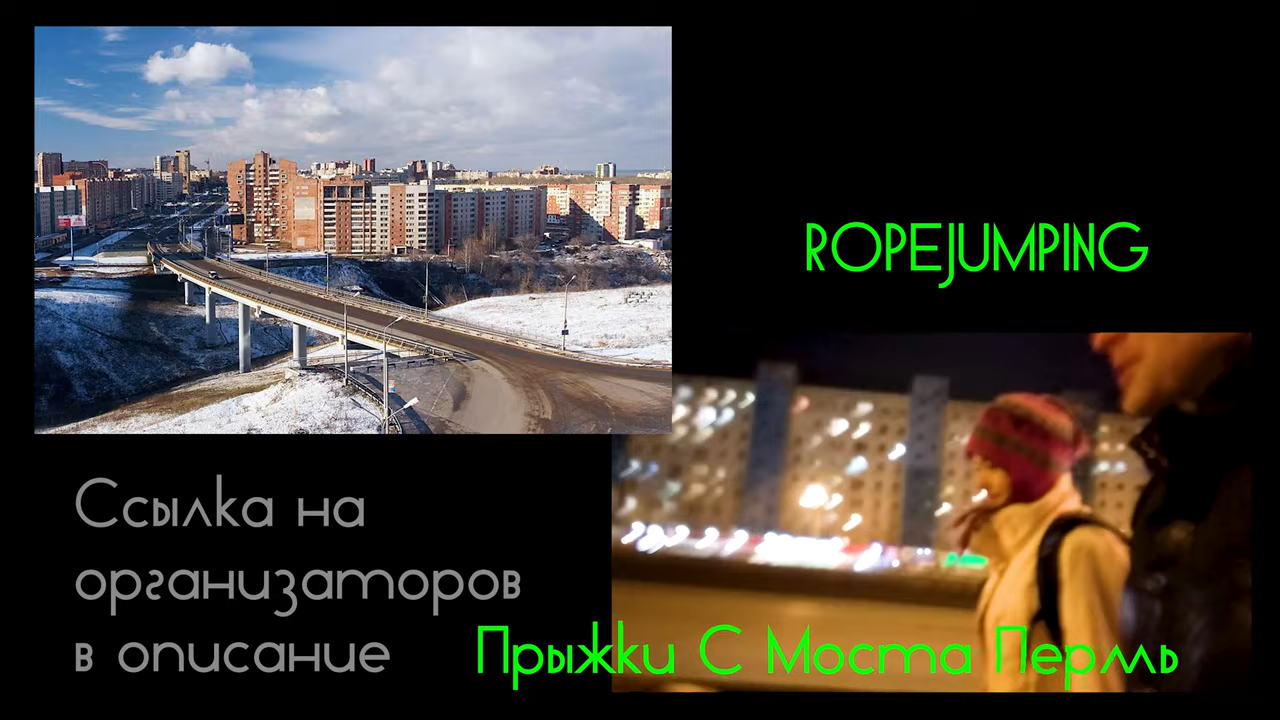 ROPEJUMPING
Ссылка на
организаторов
в описание
Прыжки С Моста Пермь